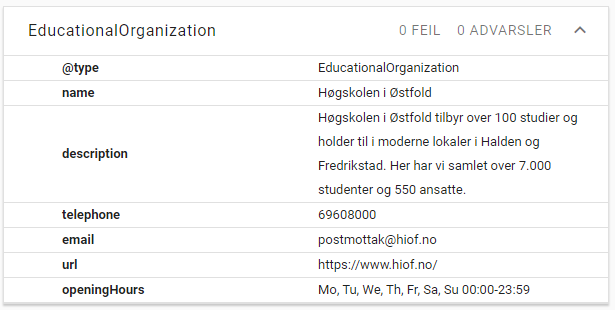 EducationalOrganization 0 FEIL 0 ADVARSLER
@type EducationalOrganization
name Høgskolen i Østfold
description Høgskolen i Østfold tilbyr over 100 studier og
holder til i moderne lokaler i Halden og
Fredrikstad. Her har vi samlet over 7.000
studenter og 550 ansatte.
telephone 69608000
email postmottak@hiof.no
url https://www.hiof.no/
openingHours Mo, Tu, We, Th, Fr, Sa, Su 00:00-23:59